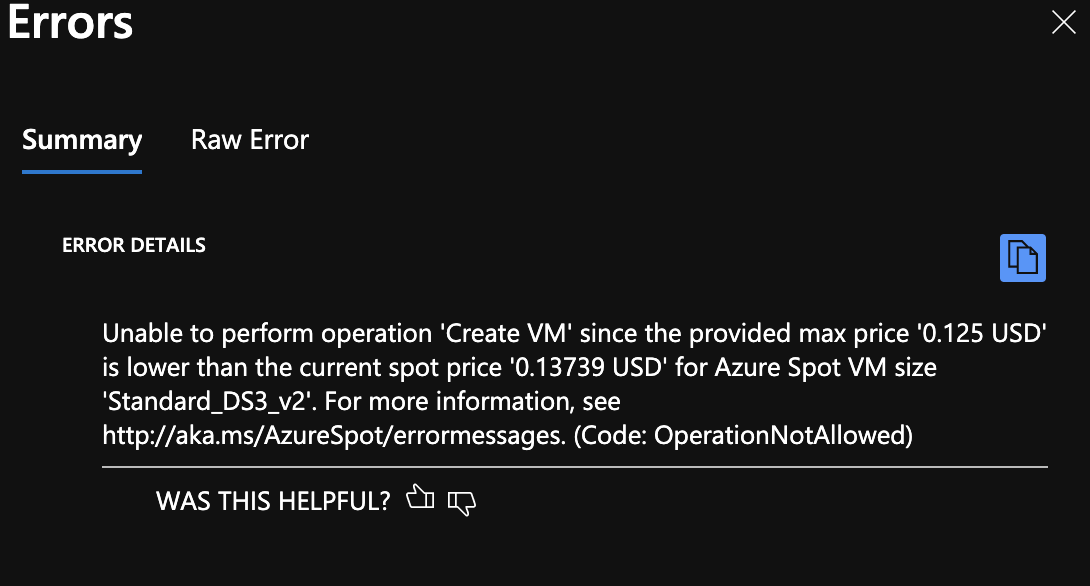 Errors
Summary
Raw Error
ERROR DETAILS
Unable to perform operation 'Create VM' since the provided max price '0.125 USD'
is lower than the current spot price '0.13739 USD' for Azure Spot VM size
'Standard_DS3_v2'. For more information, see
http://aka.ms/AzureSpot/errormessages. (Code: OperationNotAllowed)
WAS THIS HELPFUL?